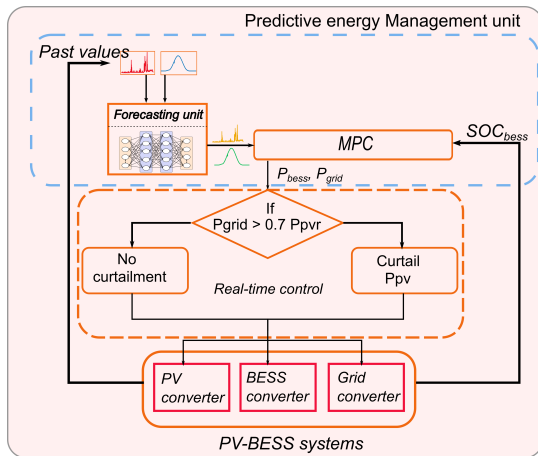 Predictive energy Management unit
Past values
Forecasting unit
MPC
SOCbess
Pbess, Pgrid
If
Pgrid > 0.7 Ppvr
No
curtailment
Curtail
Ppv
Real-time control
PV
converter
BESS
converter
Grid
converter
PV-BESS systems